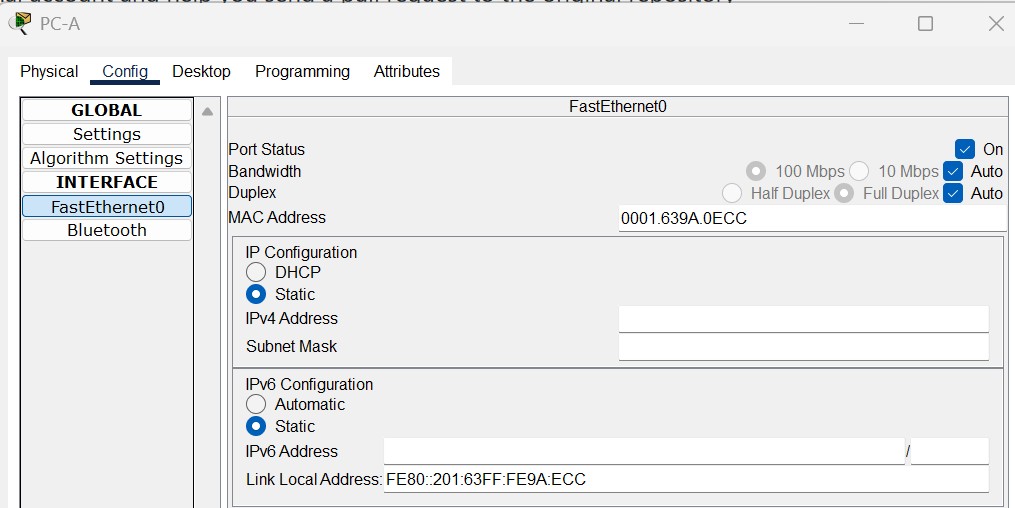 PC-A
Physical Config Desktop Programming Attributes
GLOBAL
Settings
Algorithm Settings
INTERFACE
FastEthernet0
Bluetooth
FastEthernet0
Port Status On
Bandwidth 100 Mbps 10 Mbps Auto
Duplex Half Duplex Full Duplex Auto
MAC Address 0001.639A.0ECC
IP Configuration
DHCP
Static
IPv4 Address
Subnet Mask
IPv6 Configuration
Automatic
Static
IPv6 Address /
Link Local Address: FE80::201:63FF:FE9A:ECC